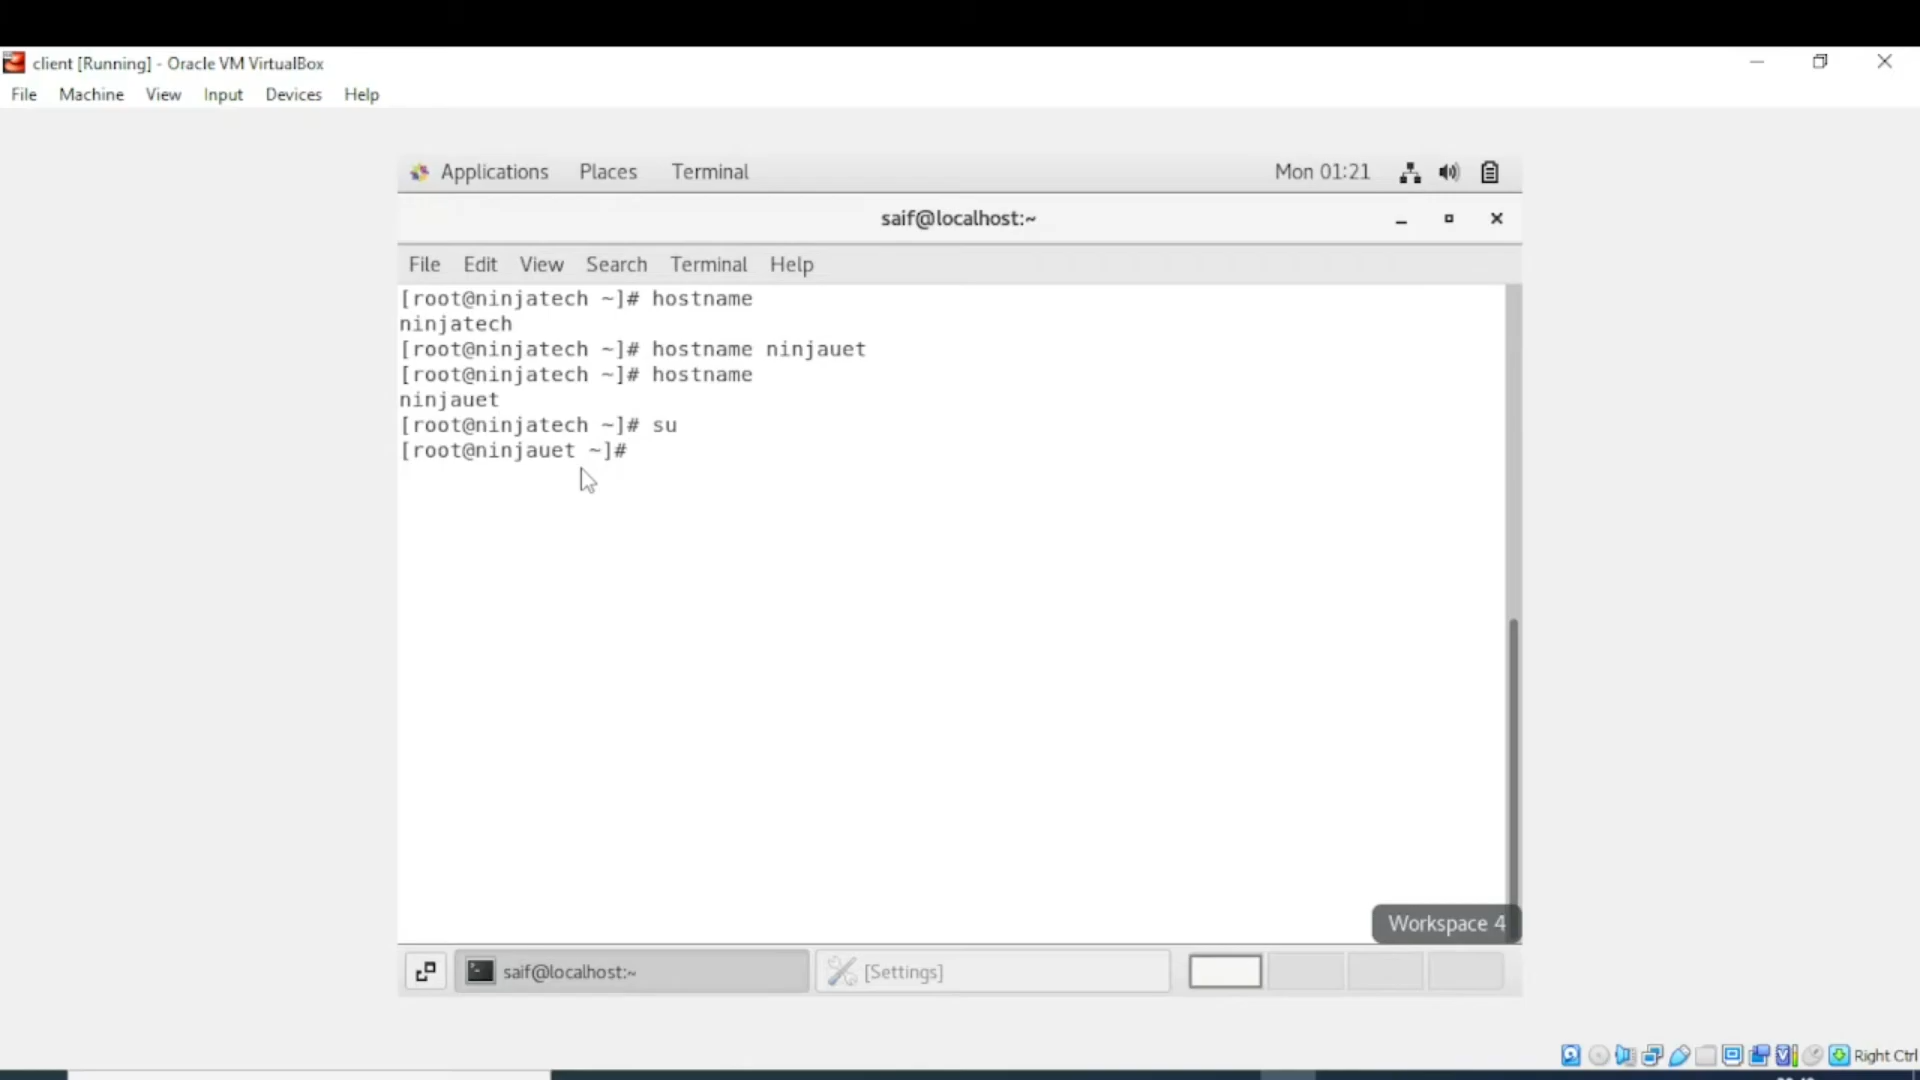 client [Running] - Oracle VM VirtualBox
File Machine View Input Devices Help
Applications Places Terminal Mon 01:21
saif@localhost:~
File Edit View Search Terminal Help
[root@ninjatech ~]# hostname
ninjatech
[root@ninjatech ~]# hostname ninjauet
[root@ninjatech ~]# hostname
ninjauet
[root@ninjatech ~]# su
[root@ninjauet ~]#
Workspace 4
saif@localhost:~ [Settings]
Right Ctrl